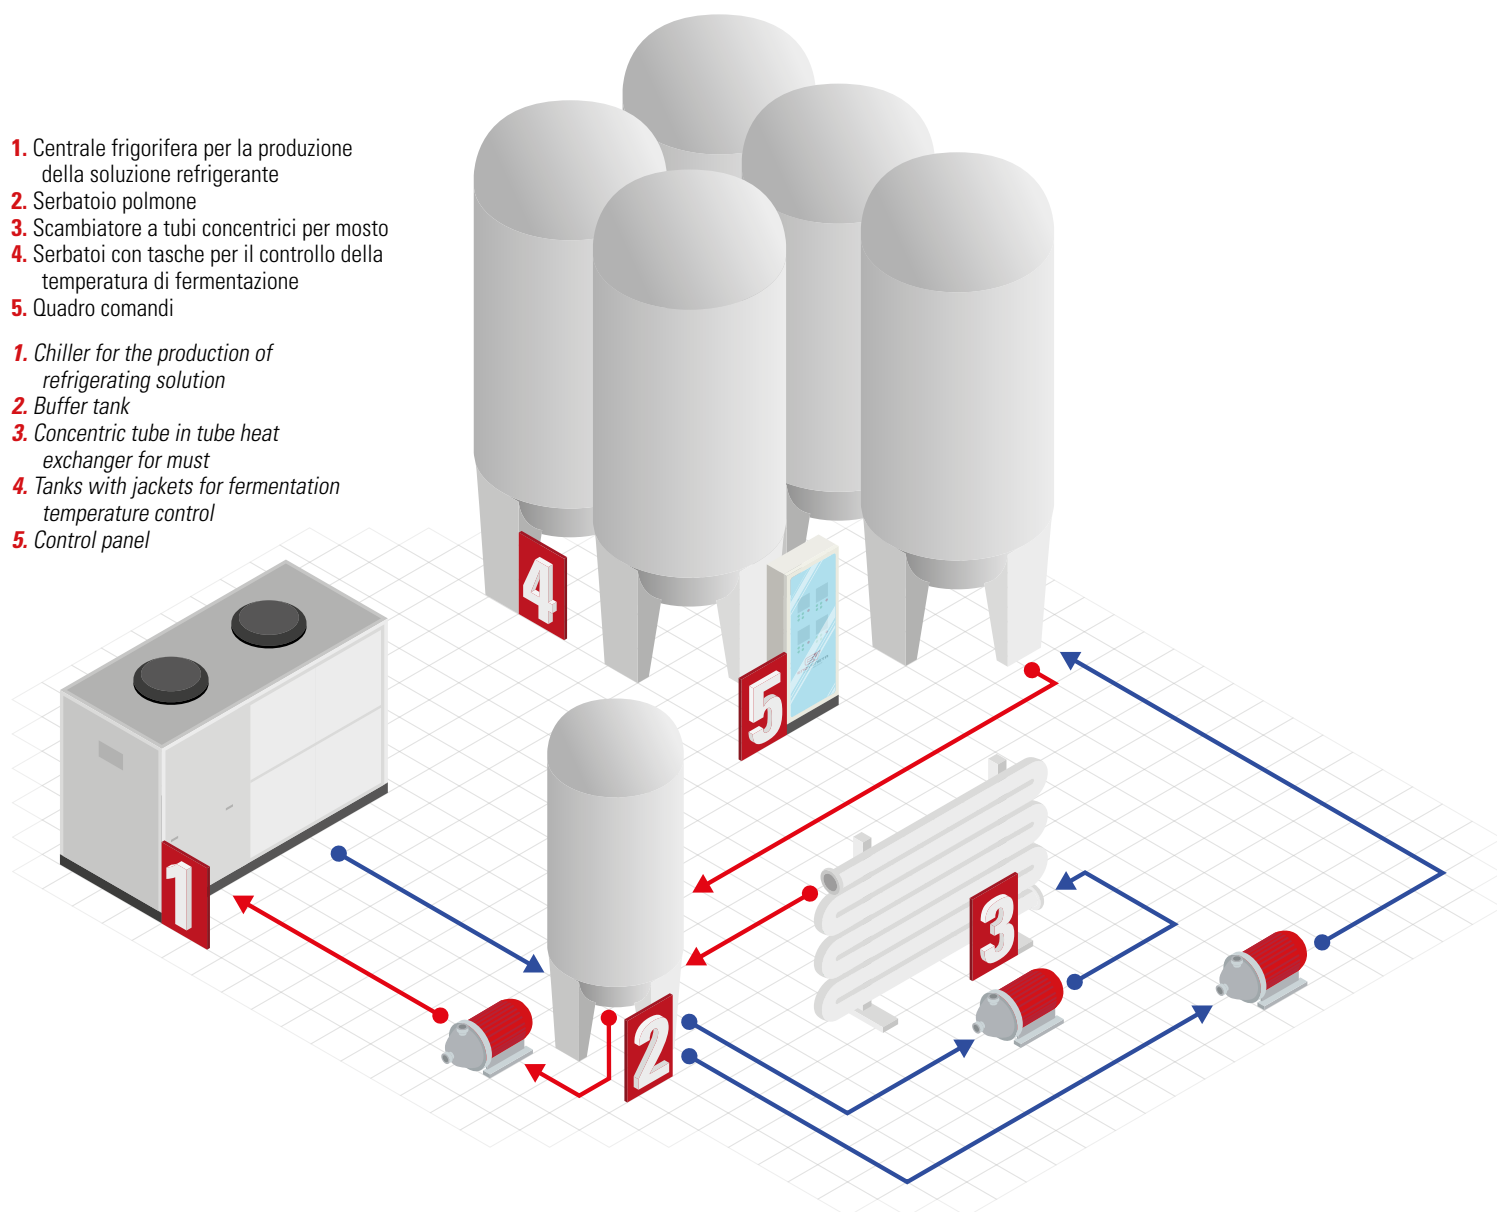 1. Centrale frigorifera per la produzione
della soluzione refrigerante
2. Serbatoio polmone
3. Scambiatore a tubi concentrici per mosto
4. Serbatoi con tasche per il controllo della
temperatura di fermentazione
5. Quadro comandi
1. Chiller for the production of
refrigerating solution
2. Buffer tank
3. Concentric tube in tube heat
exchanger for must
4. Tanks with jackets for fermentation
temperature control
5. Control panel
4
5
1
3
2